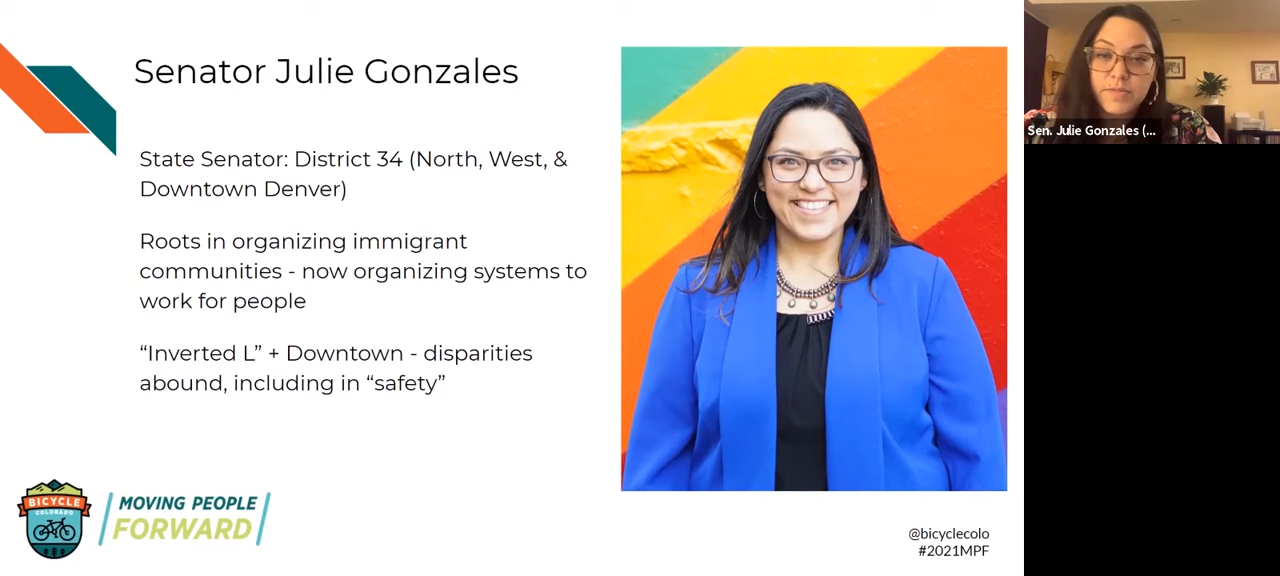 Senator Julie Gonzales
State Senator: District 34 (North, West, &
Downtown Denver)
Roots in organizing immigrant
communities - now organizing systems to
work for people
“Inverted L” + Downtown - disparities
abound, including in “safety”
BICYCLE
COLORADO
MOVING PEOPLE
FORWARD
@bicyclecolo
#2021MPF
Sen. Julie Gonzales (...